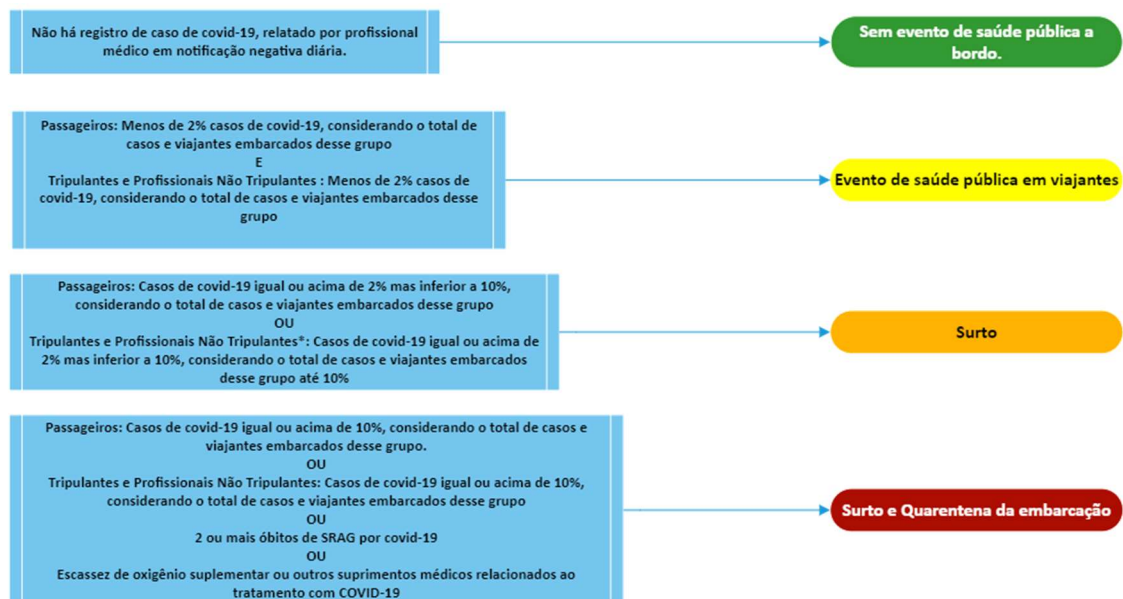 Não há registro de caso de covid-19, relatado por profissional
médico em notificação negativa diária.
Sem evento de saúde pública a
bordo.
Passageiros: Menos de 2% casos de covid-19, considerando o total de
casos e viajantes embarcados desse grupo
E
Tripulantes e Profissionais Não Tripulantes : Menos de 2% casos de
covid-19, considerando o total de casos e viajantes embarcados desse
grupo
Evento de saúde pública em viajantes
Passageiros: Casos de covid-19 igual ou acima de 2% mas inferior a 10%,
considerando o total de casos e viajantes embarcados desse grupo
OU
Tripulantes e Profissionais Não Tripulantes*: Casos de covid-19 igual ou acima de
2% mas inferior a 10%, considerando o total de casos e viajantes embarcados
desse grupo até 10%
Surto
Passageiros: Casos de covid-19 igual ou acima de 10%, considerando o total de casos e
viajantes embarcados desse grupo.
OU
Tripulantes e Profissionais Não Tripulantes: Casos de covid-19 igual ou acima de 10%,
considerando o total de casos e viajantes embarcados desse grupo
OU
2 ou mais óbitos de SRAG por covid-19
OU
Escassez de oxigênio suplementar ou outros suprimentos médicos relacionados ao
tratamento com COVID-19
Surto e Quarentena da embarcação